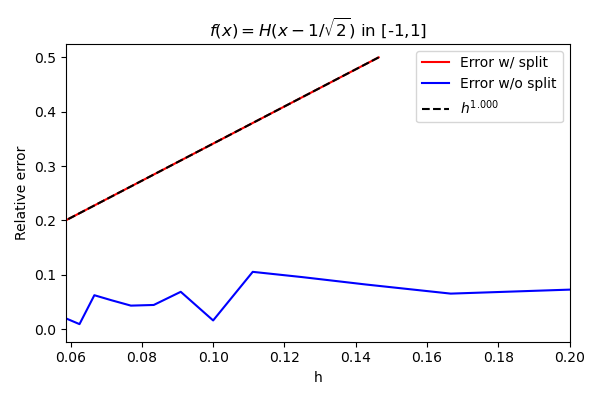 f(x) = H(x − 1/√2) in [-1,1]
Error w/ split
Error w/o split
h^1.000
Relative error
0.5
0.4
0.3
0.2
0.1
0.0
0.06 0.08 0.10 0.12 0.14 0.16 0.18 0.20
h